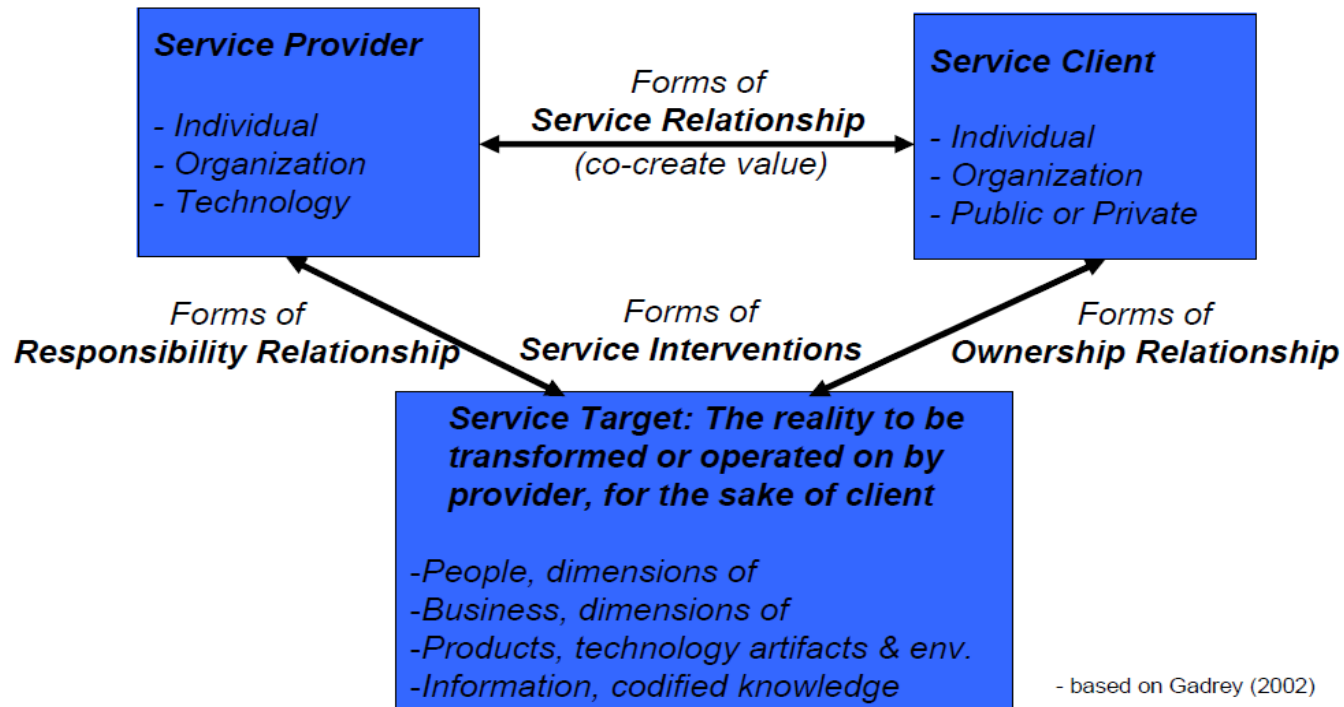 Service Provider
- Individual
- Organization
- Technology
Forms of
Service Relationship
(co-create value)
Service Client
- Individual
- Organization
- Public or Private
Forms of
Responsibility Relationship
Forms of
Service Interventions
Forms of
Ownership Relationship
Service Target: The reality to be
transformed or operated on by
provider, for the sake of client
-People, dimensions of
-Business, dimensions of
-Products, technology artifacts & env.
-Information, codified knowledge
- based on Gadrey (2002)